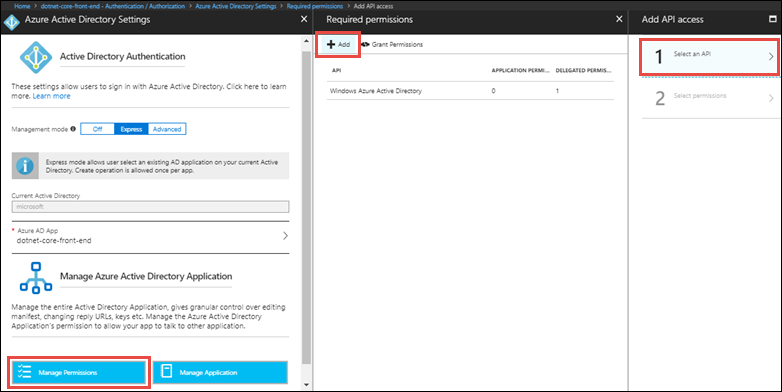 Home > dotnet-core-front-end - Authentication / Authorization > Azure Active Directory Settings > Required permissions > Add API access
Azure Active Directory Settings
Active Directory Authentication
These settings allow users to sign in with Azure Active Directory. Click here to learn
more. Learn more
Management mode
Off
Express
Advanced
Express mode allows user select an existing AD application on your current Active
Directory. Create operation is allowed once per app.
Current Active Directory
microsoft
* Azure AD App
dotnet-core-front-end
Manage Azure Active Directory Application
Manage the entire Active Directory Application, gives granular control over editing
manifest, changing reply URLs, keys etc. Manage the Azure Active Directory
Application's permission to allow your app to talk to other application.
Manage Permissions
Manage Application
Required permissions
Add
Grant Permissions
API
APPLICATION PERMI...
DELEGATED PERMIS...
Windows Azure Active Directory
0
1
Add API access
1
Select an API
2
Select permissions